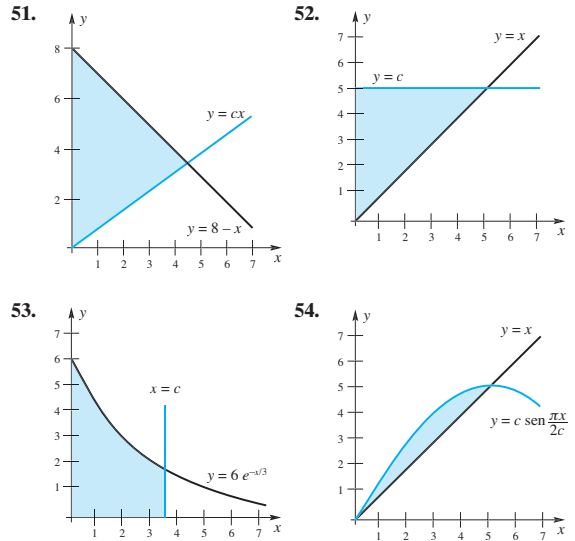 51.
y
8
6
4
2
y = cx
y = 8 – x
1 2 3 4 5 6 7
x
52.
y
7
6
5
4
3
2
1
y = x
y = c
1 2 3 4 5 6 7
x
53.
y
7
6
5
4
3
2
1
x = c
y = 6 e^{–x/3}
1 2 3 4 5 6 7
x
54.
y
7
6
5
4
3
2
1
y = x
y = c sen πx/2c
1 2 3 4 5 6 7
x